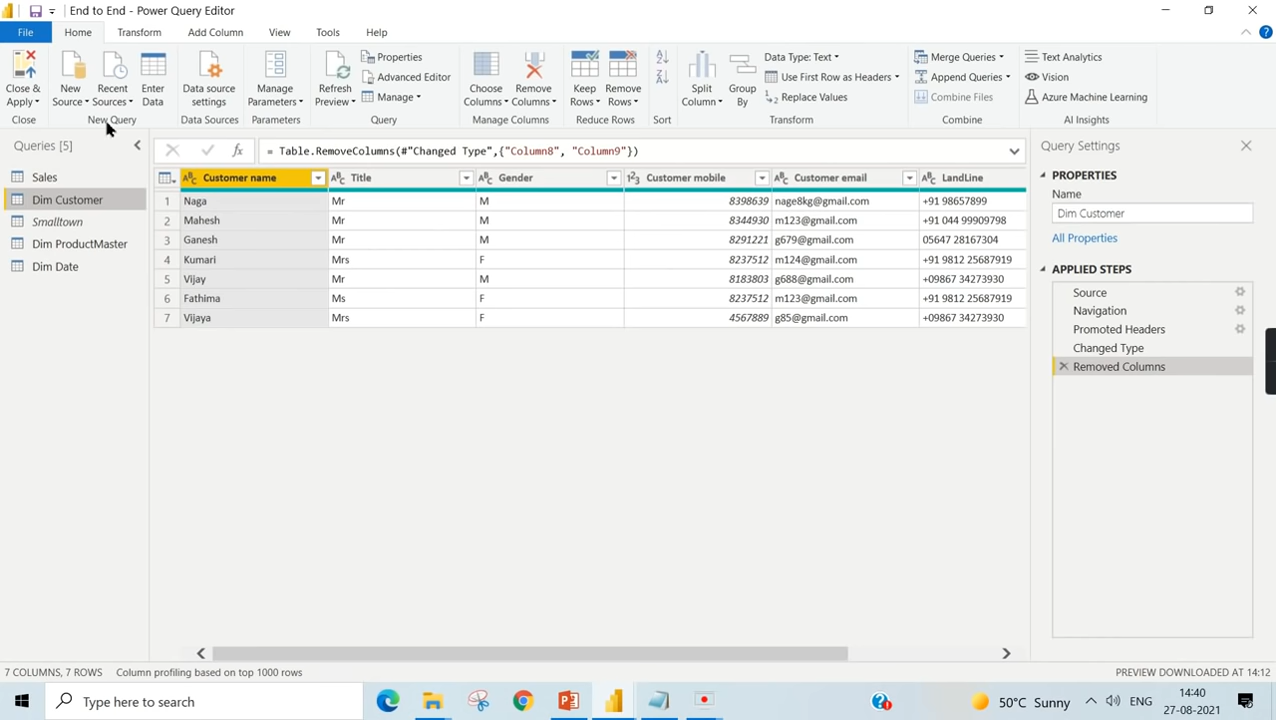 End to End - Power Query Editor
File Home Transform Add Column View Tools Help
Close & Apply
New Source
Recent Sources
Enter Data
Data source settings
Manage Parameters
Refresh Preview
Properties
Advanced Editor
Manage
Choose Columns
Remove Columns
Keep Rows
Remove Rows
Split Column
Group By
Data Type: Text
Use First Row as Headers
Replace Values
Merge Queries
Append Queries
Combine Files
Text Analytics
Vision
Azure Machine Learning
Close New Query Data Sources Parameters Query Manage Columns Reduce Rows Sort Transform Combine AI Insights
Queries [5]
Sales
Dim Customer
Smalltown
Dim ProductMaster
Dim Date
fx = Table.RemoveColumns(#"Changed Type",{"Column8", "Column9"})
ABC Customer name ABC Title ABC Gender 123 Customer mobile ABC Customer email ABC LandLine
1 Naga Mr M 8398639 nage8kg@gmail.com +91 98657899
2 Mahesh Mr M 8344930 m123@gmail.com +91 044 99909798
3 Ganesh Mr M 8291221 g679@gmail.com 05647 28167304
4 Kumari Mrs F 8237512 m124@gmail.com +91 9812 25687919
5 Vijay Mr M 8183803 g688@gmail.com +09867 34273930
6 Fathima Ms F 8237512 m123@gmail.com +91 9812 25687919
7 Vijaya Mrs F 4567889 g85@gmail.com +09867 34273930
Query Settings
PROPERTIES
Name
Dim Customer
All Properties
APPLIED STEPS
Source
Navigation
Promoted Headers
Changed Type
Removed Columns
7 COLUMNS, 7 ROWS Column profiling based on top 1000 rows PREVIEW DOWNLOADED AT 14:12
Type here to search 50°C Sunny ENG 14:40
27-08-2021